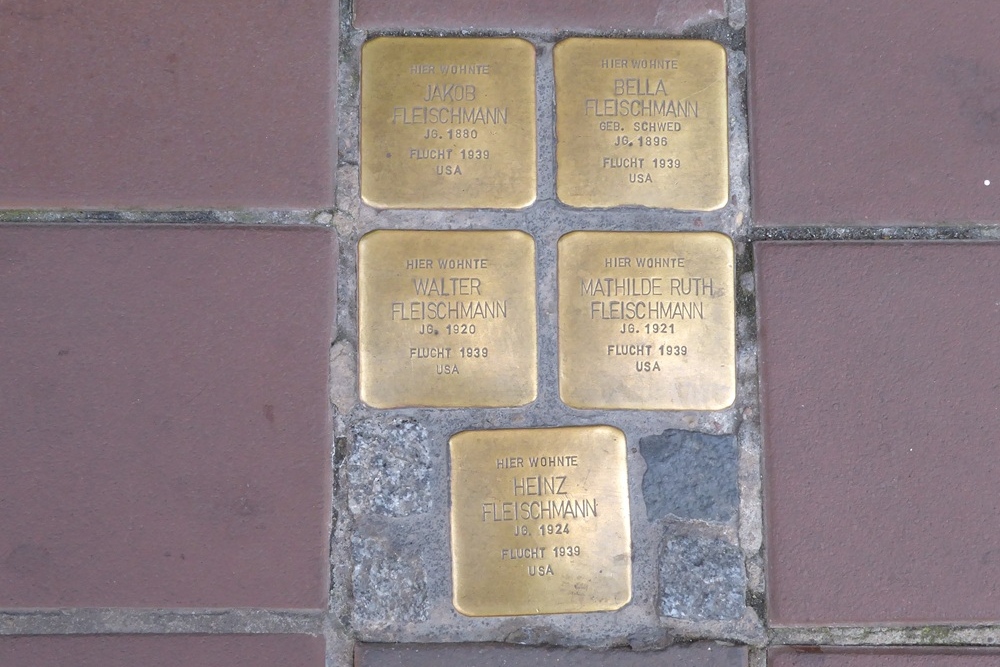 HIER WOHNTE
JAKOB
FLEISCHMANN
JG. 1880
FLUCHT 1939
USA
HIER WOHNTE
BELLA
FLEISCHMANN
GEB. SCHWED
JG. 1896
FLUCHT 1939
USA
HIER WOHNTE
WALTER
FLEISCHMANN
JG. 1920
FLUCHT 1939
USA
HIER WOHNTE
MATHILDE RUTH
FLEISCHMANN
JG. 1921
FLUCHT 1939
USA
HIER WOHNTE
HEINZ
FLEISCHMANN
JG. 1924
FLUCHT 1939
USA